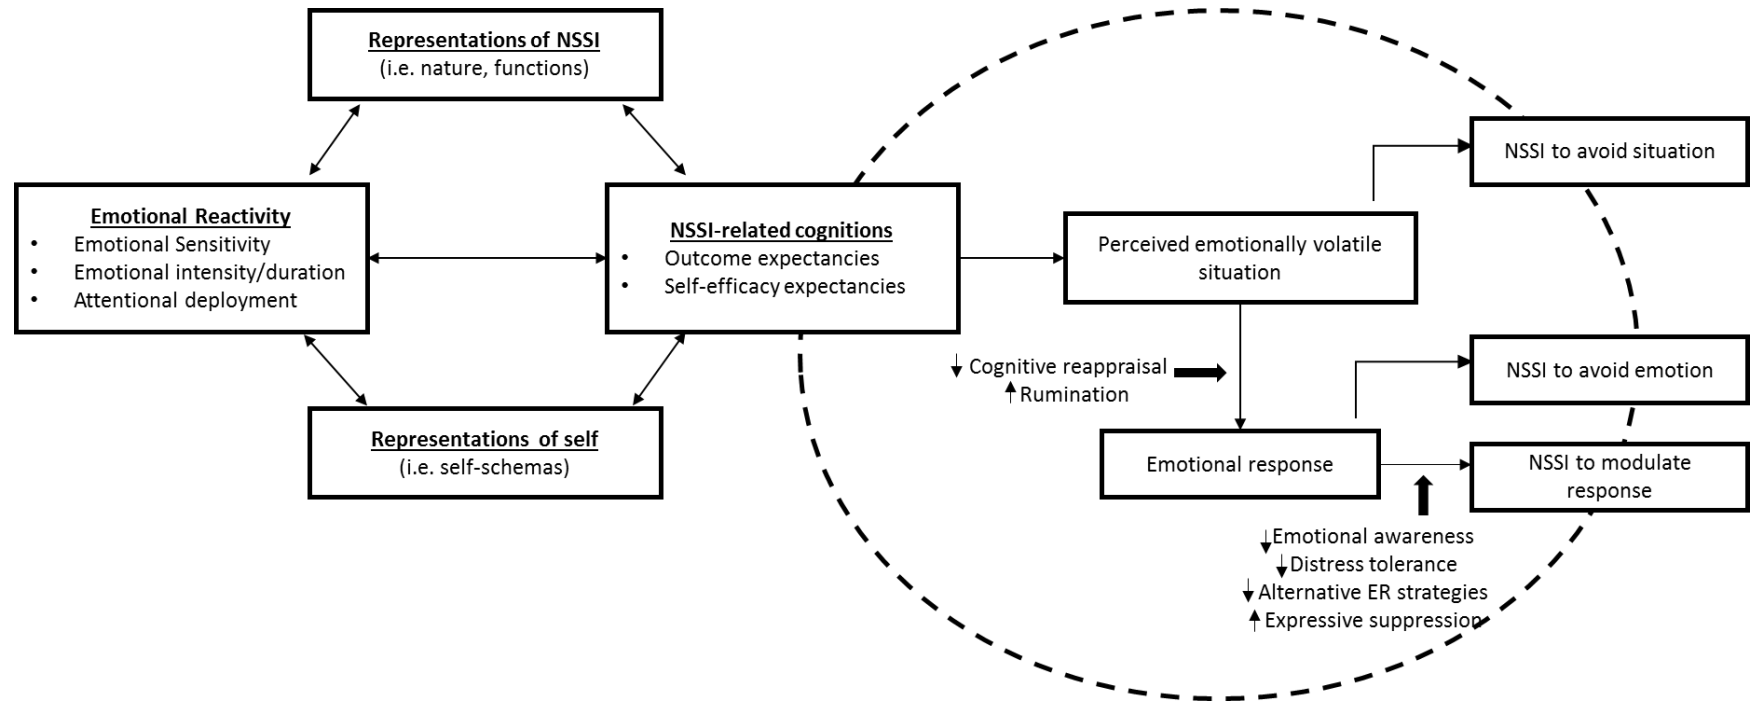 Representations of NSSI
(i.e. nature, functions)
Emotional Reactivity
• Emotional Sensitivity
• Emotional intensity/duration
• Attentional deployment
NSSI-related cognitions
• Outcome expectancies
• Self-efficacy expectancies
Representations of self
(i.e. self-schemas)
Perceived emotionally volatile
situation
NSSI to avoid situation
↓ Cognitive reappraisal
↑ Rumination
NSSI to avoid emotion
Emotional response
NSSI to modulate
response
↓ Emotional awareness
↓ Distress tolerance
↓ Alternative ER strategies
↑ Expressive suppression